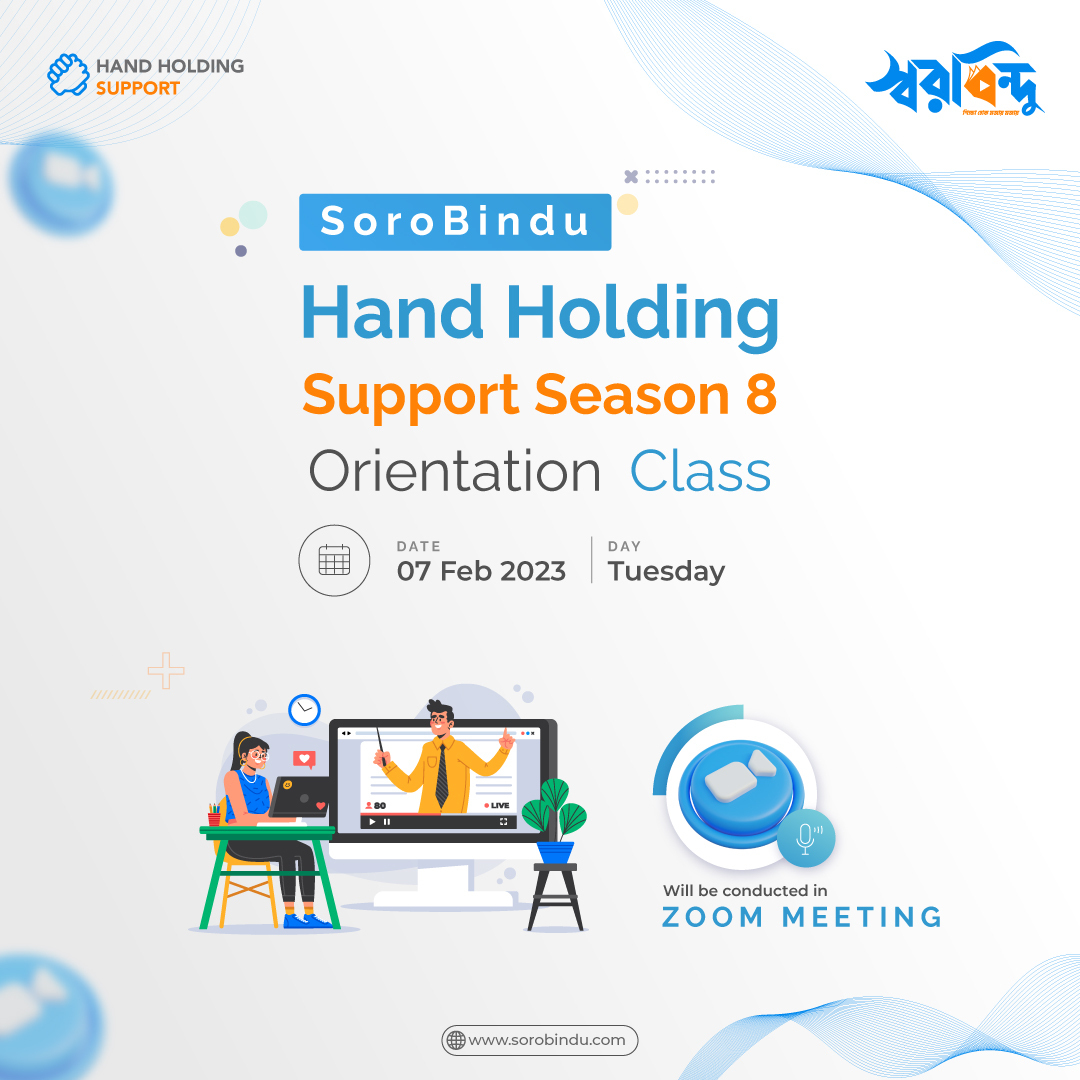 HAND HOLDING
SUPPORT
স্বরবিন্দু
SoroBindu
Hand Holding
Support Season 8
Orientation Class
DATE
07 Feb 2023
DAY
Tuesday
80
LIVE
Will be conducted in
ZOOM MEETING
www.sorobindu.com